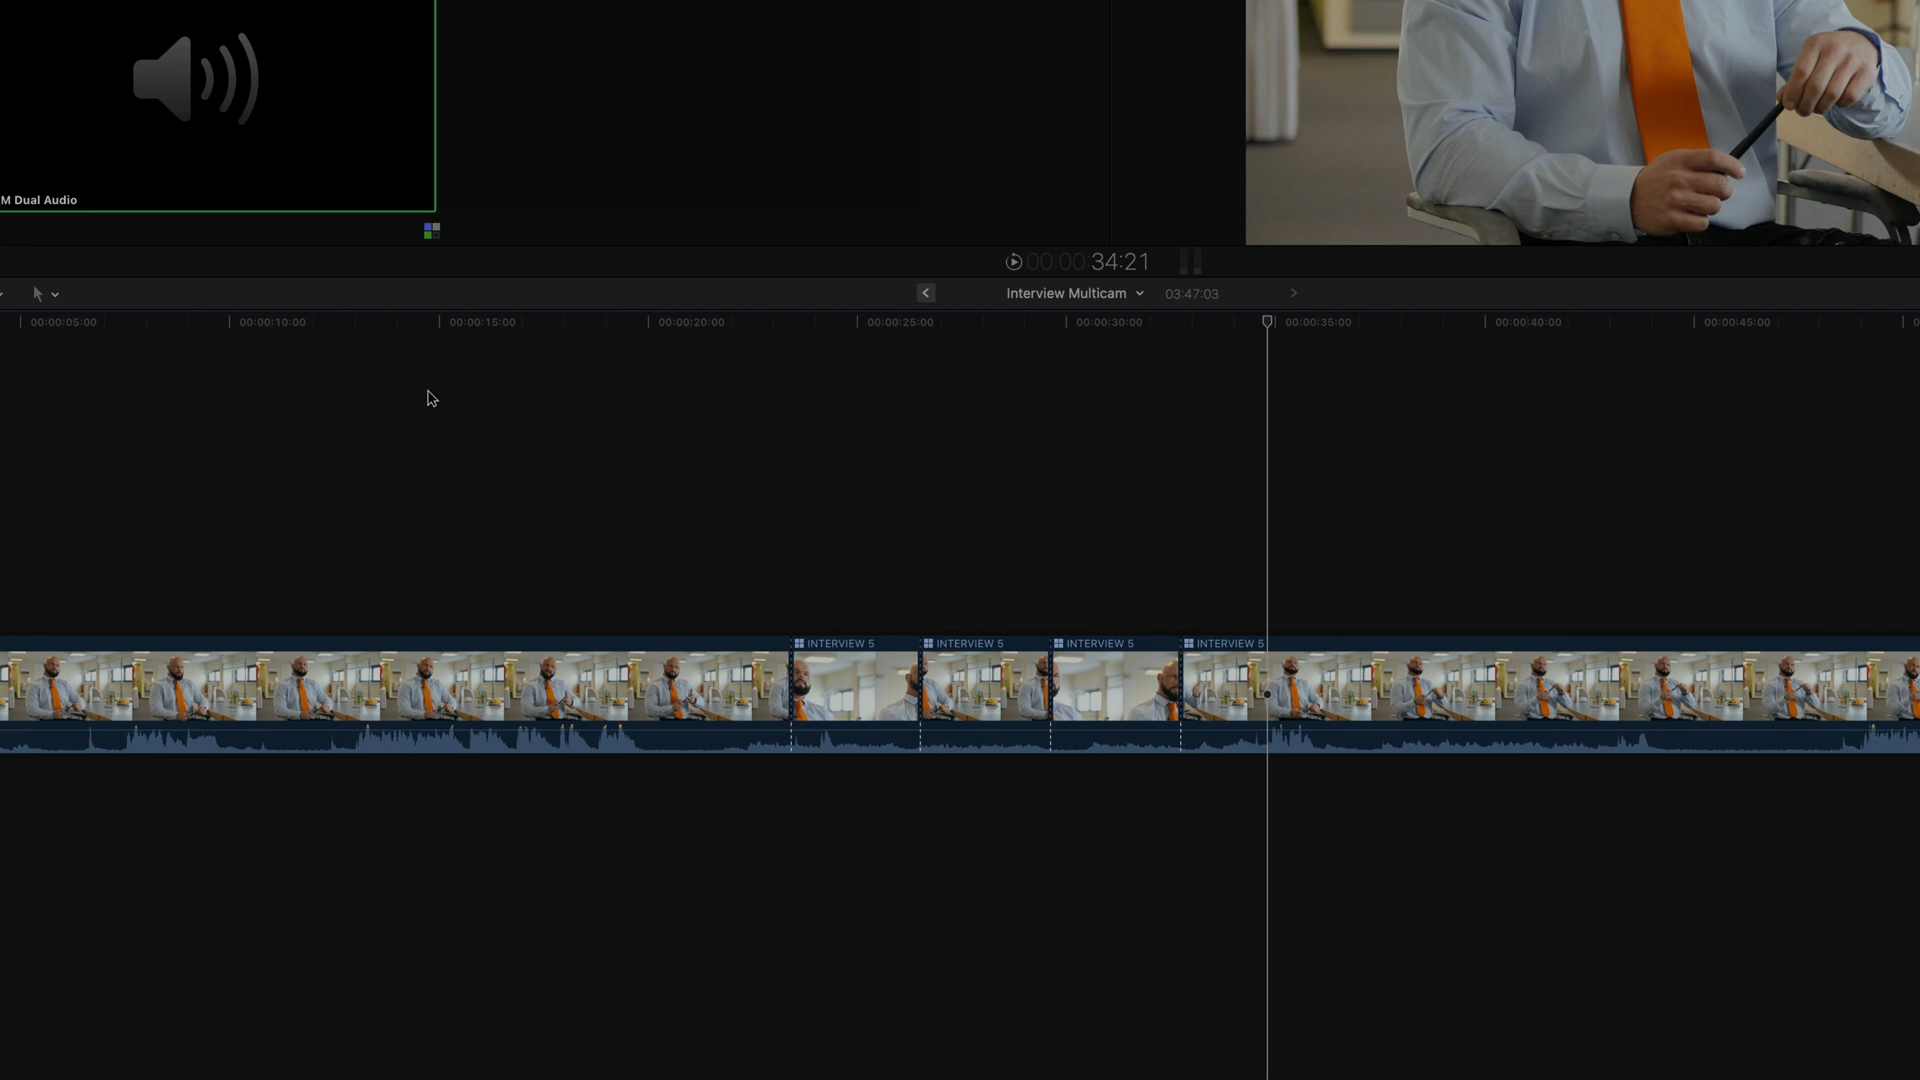 M Dual Audio
00:00:34:21
Interview Multicam
03:47:03
00:00:05:00
00:00:10:00
00:00:15:00
00:00:20:00
00:00:25:00
00:00:30:00
00:00:35:00
00:00:40:00
00:00:45:00
INTERVIEW 5
INTERVIEW 5
INTERVIEW 5
INTERVIEW 5